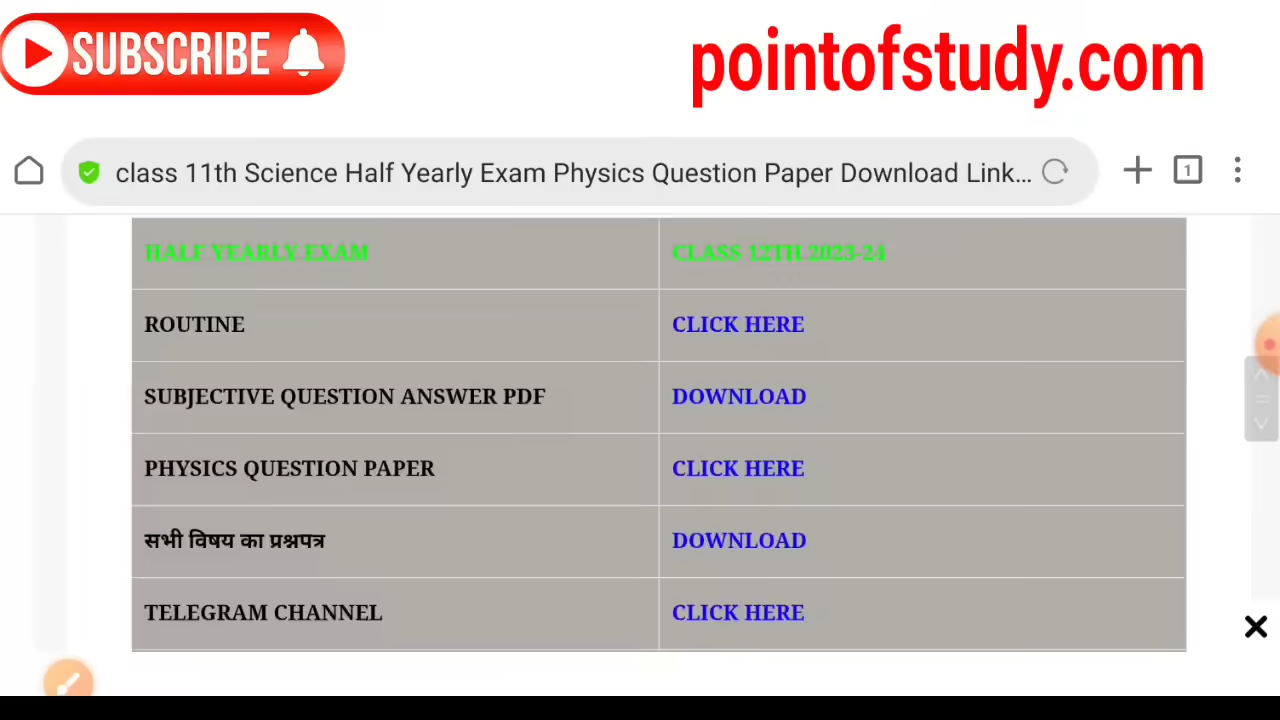 SUBSCRIBE
pointofstudy.com
class 11th Science Half Yearly Exam Physics Question Paper Download Link...
1
HALF YEARLY EXAM CLASS 12TH 2023-24
ROUTINE CLICK HERE
SUBJECTIVE QUESTION ANSWER PDF DOWNLOAD
PHYSICS QUESTION PAPER CLICK HERE
सभी विषय का प्रश्नपत्र DOWNLOAD
TELEGRAM CHANNEL CLICK HERE